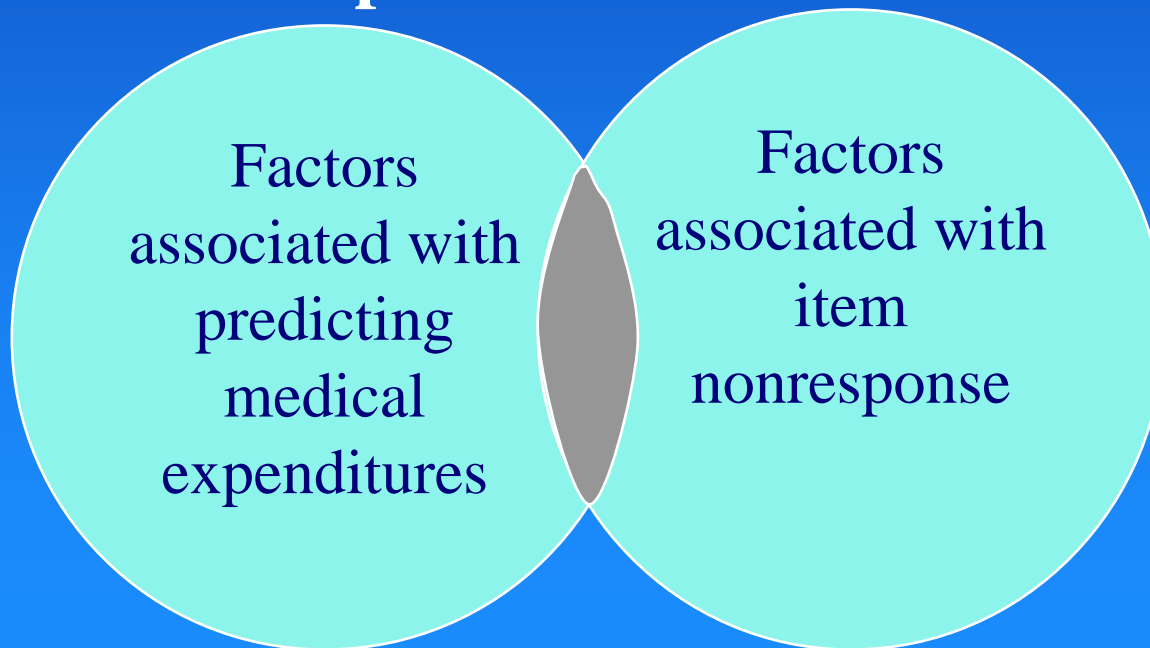 Factors
associated with
predicting
medical
expenditures
Factors
associated with
item
nonresponse